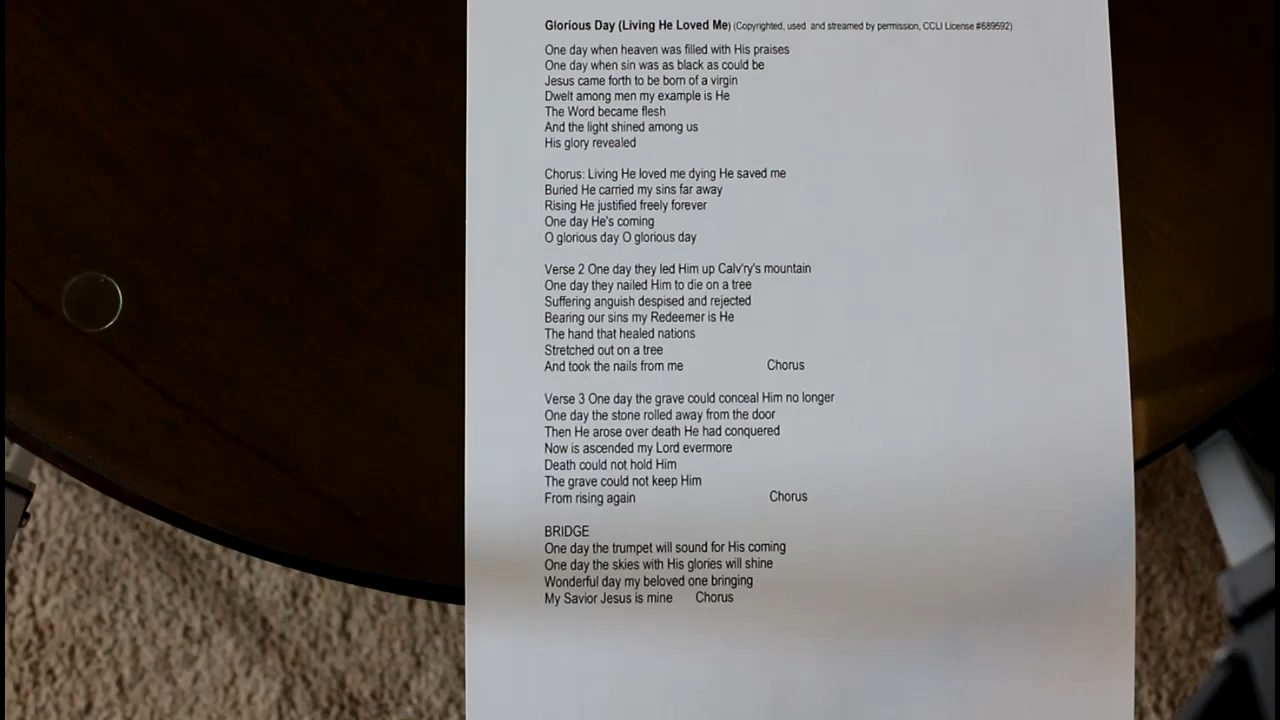 Glorious Day (Living He Loved Me) (Copyrighted, used and streamed by permission, CCLI License #689592)
One day when heaven was filled with His praises
One day when sin was as black as could be
Jesus came forth to be born of a virgin
Dwelt among men my example is He
The Word became flesh
And the light shined among us
His glory revealed
Chorus: Living He loved me dying He saved me
Buried He carried my sins far away
Rising He justified freely forever
One day He's coming
O glorious day O glorious day
Verse 2 One day they led Him up Calv'ry's mountain
One day they nailed Him to die on a tree
Suffering anguish despised and rejected
Bearing our sins my Redeemer is He
The hand that healed nations
Stretched out on a tree
And took the nails from me Chorus
Verse 3 One day the grave could conceal Him no longer
One day the stone rolled away from the door
Then He arose over death He had conquered
Now is ascended my Lord evermore
Death could not hold Him
The grave could not keep Him
From rising again Chorus
BRIDGE
One day the trumpet will sound for His coming
One day the skies with His glories will shine
Wonderful day my beloved one bringing
My Savior Jesus is mine Chorus